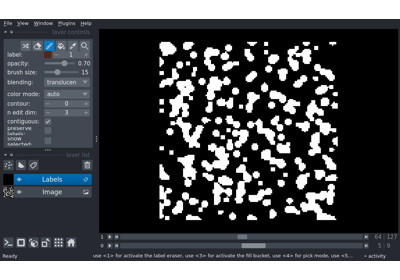 File View Window Plugins Help
layer controls
label: 1
opacity: 0.70
brush size: 15
blending: translucen
color mode: auto
contour: 0
n edit dim: 3
contiguous:
preserve labels:
show selected:
layer list
Labels
Image
1 64 127
0 5 9
Ready
use <1> for activate the label eraser, use <3> for activate the fill bucket, use <4> for pick mode, use <5...
activity